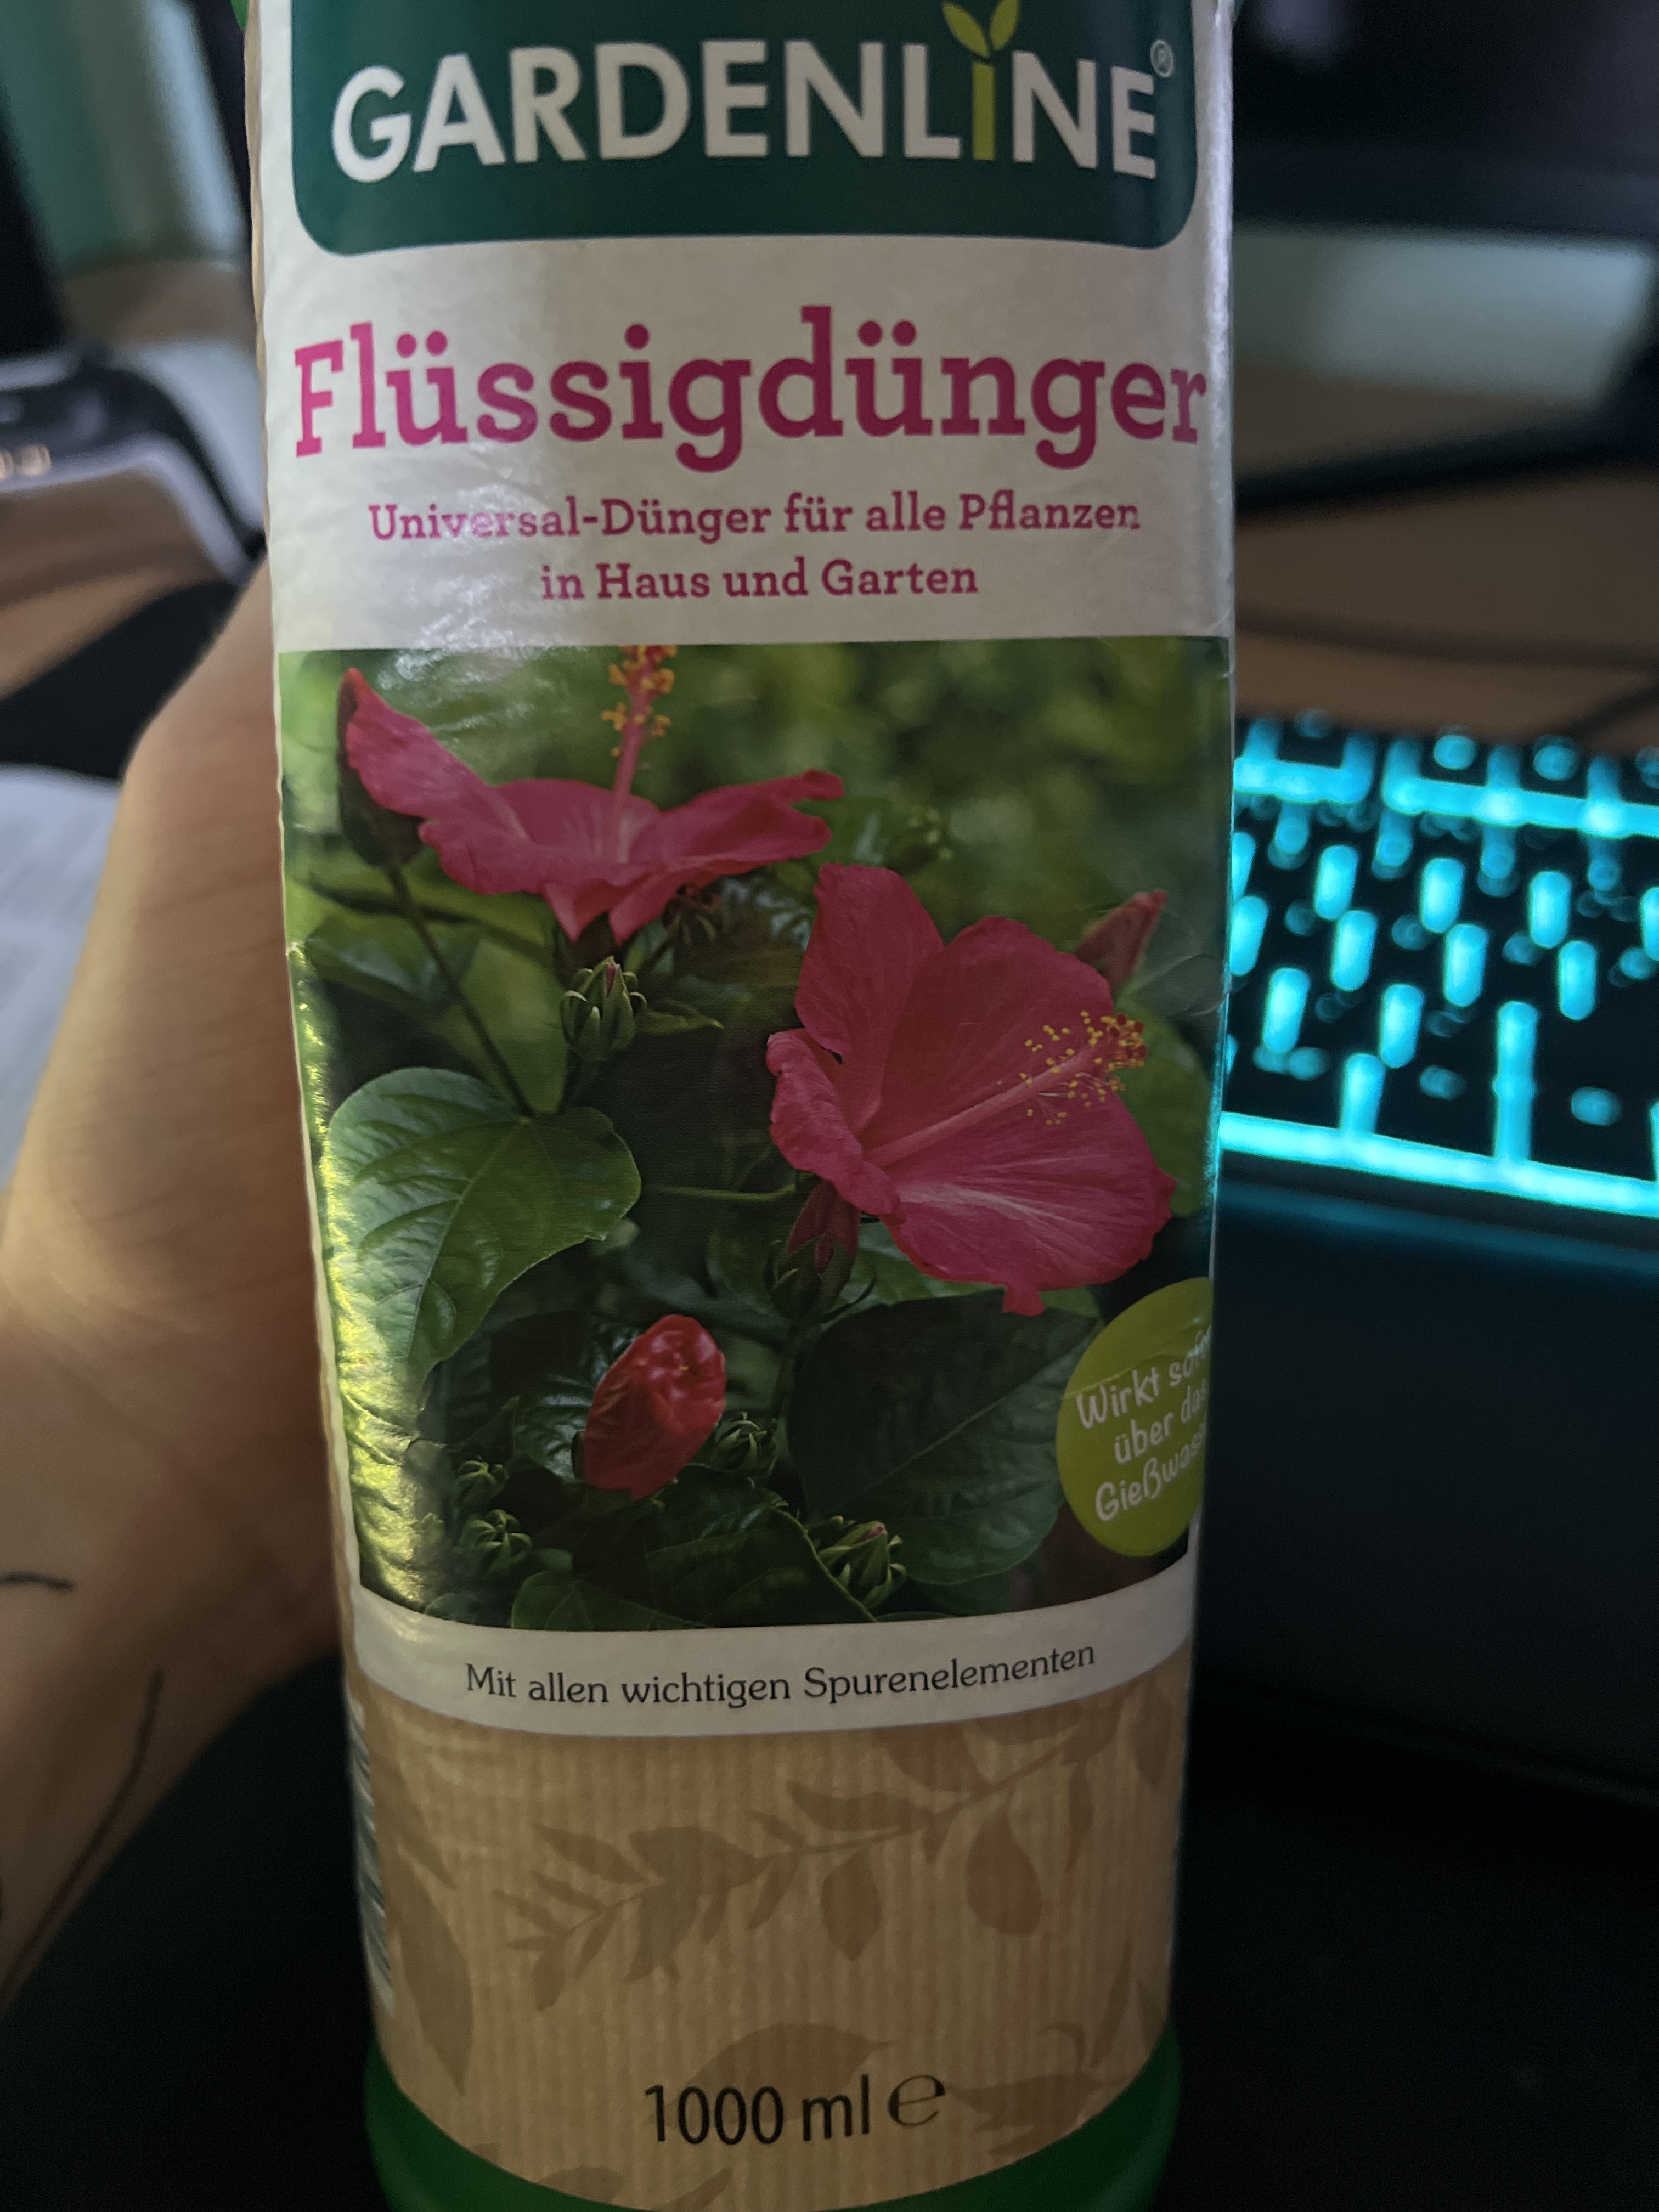 GARDENLINE®
Flüssigdünger
Universal-Dünger für alle Pflanzen
in Haus und Garten
Wirkt
über
Mit allen wichtigen Spurenelementen
1000 ml ℮